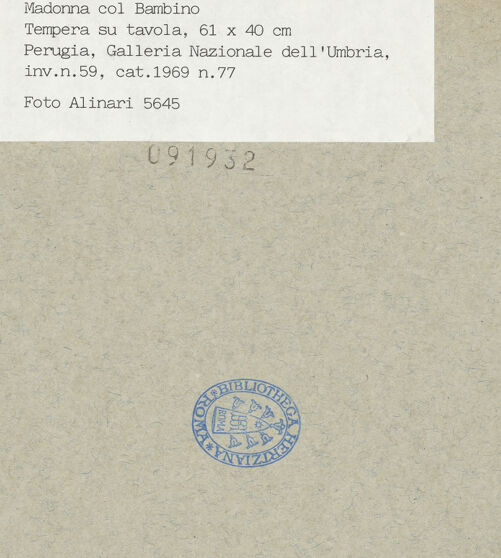 Madonna col Bambino
Tempera su tavola, 61 x 40 cm
Perugia, Galleria Nazionale dell'Umbria,
inv.n.59, cat.1969 n.77
Foto Alinari 5645
091932
*BIBLIOTHECA HERTZIANA*ROMA
ROMA